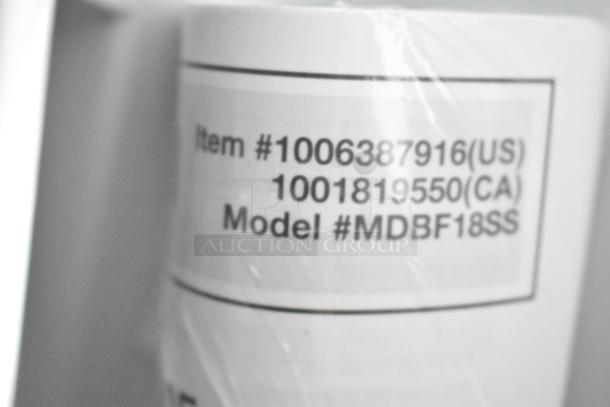 Item #1006387916(US)
1001819550(CA)
Model #MDBF18SS
AUCTION GROUP